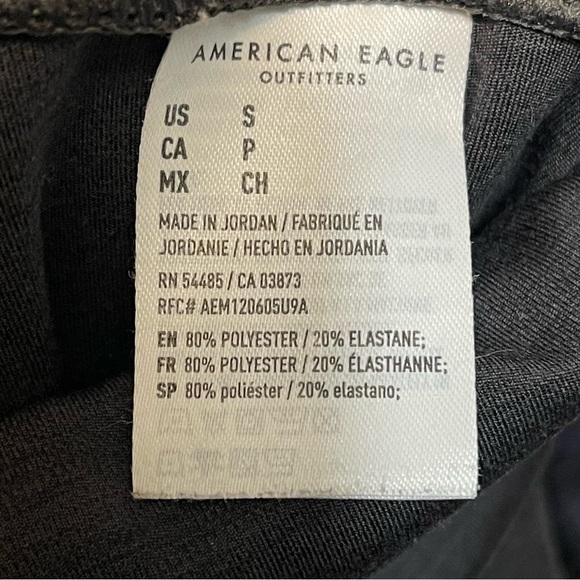 AMERICAN EAGLE
OUTFITTERS
US S
CA P
MX CH
MADE IN JORDAN / FABRIQUÉ EN
JORDANIE / HECHO EN JORDANIA
RN 54485 / CA 03873
RFC# AEM120605U9A
EN 80% POLYESTER / 20% ELASTANE;
FR 80% POLYESTER / 20% ÉLASTHANNE;
SP 80% poliéster / 20% elastano;